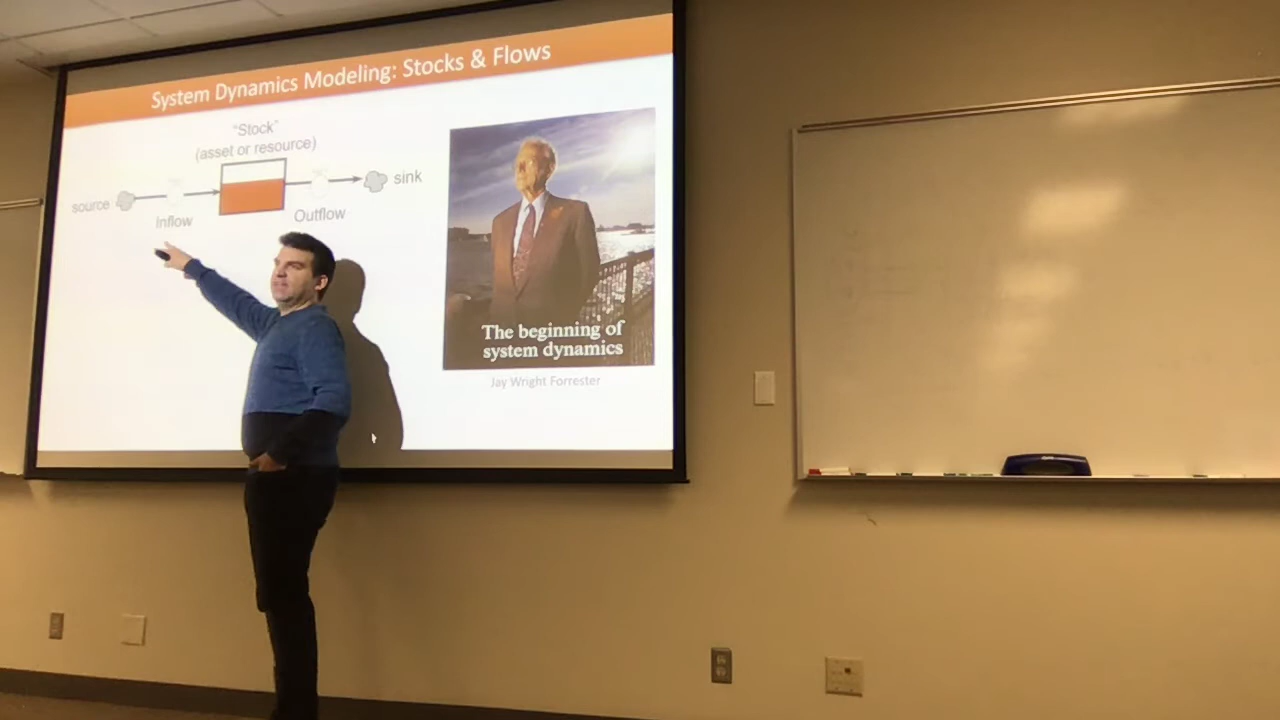 System Dynamics Modeling: Stocks & Flows
"Stock"
(asset or resource)
source
sink
Inflow
Outflow
The beginning of
system dynamics
Jay Wright Forrester